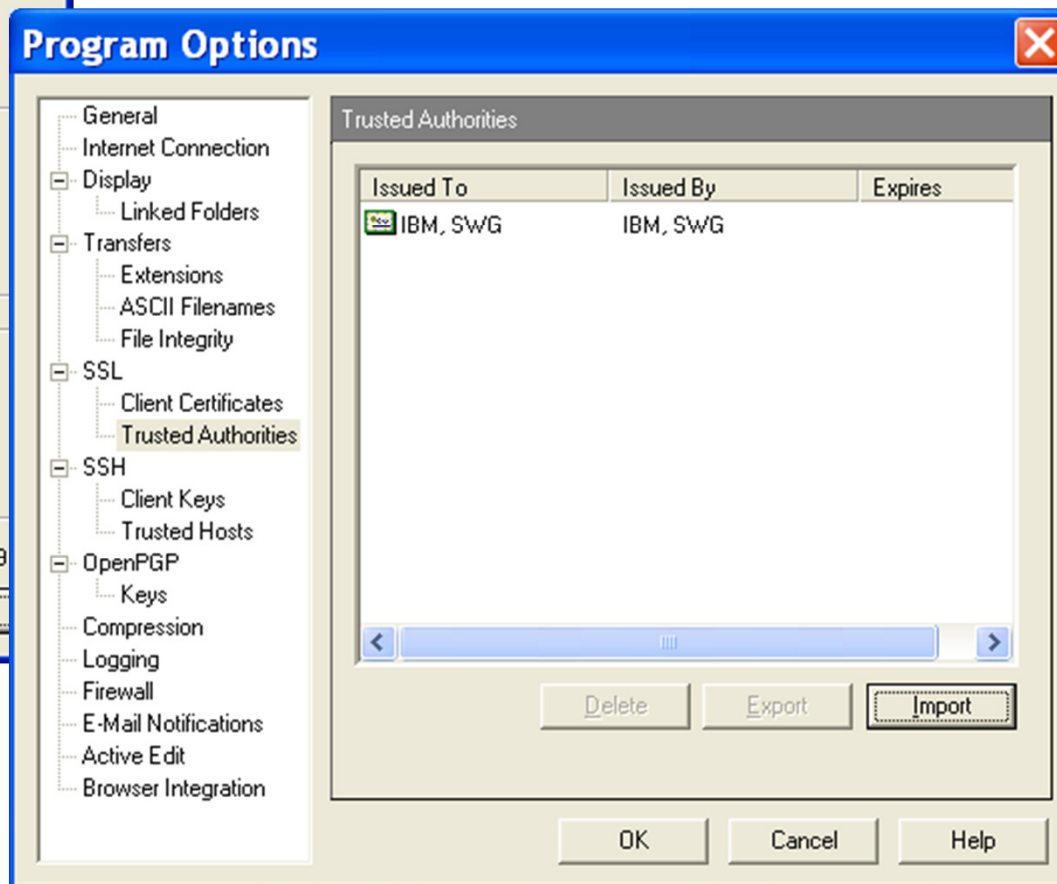 Program Options
General
Internet Connection
Display
Linked Folders
Transfers
Extensions
ASCII Filenames
File Integrity
SSL
Client Certificates
Trusted Authorities
SSH
Client Keys
Trusted Hosts
OpenPGP
Keys
Compression
Logging
Firewall
E-Mail Notifications
Active Edit
Browser Integration
Trusted Authorities
Issued To Issued By Expires
IBM, SWG IBM, SWG
Delete Export Import
OK Cancel Help